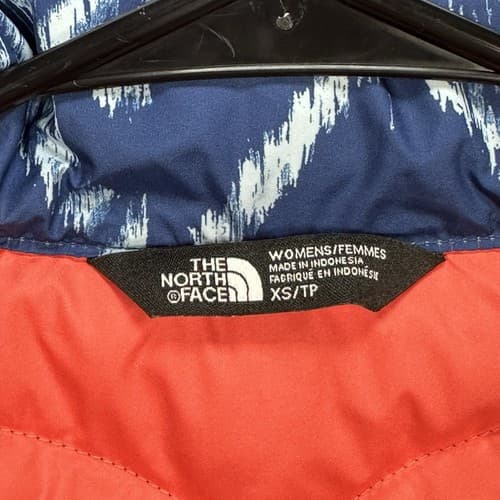 THE
NORTH
® FACE
WOMENS/FEMMES
MADE IN INDONESIA
FABRIQUÉ EN INDONÉSIE
XS/TP